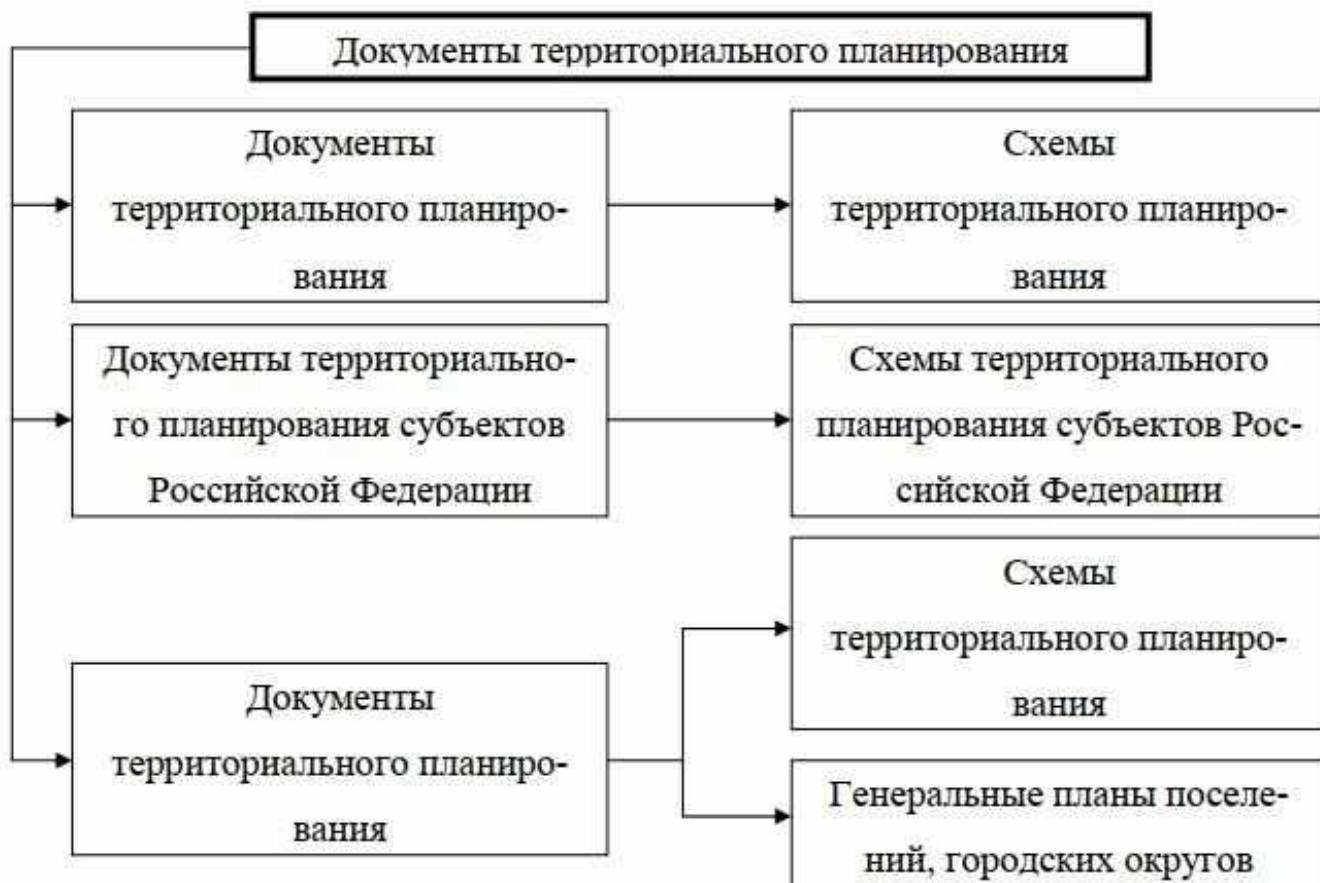 Документы территориального планирования
Документы
территориального планиро-
вания
Схемы
территориального планиро-
вания
Документы территориально-
го планирования субъектов
Российской Федерации
Схемы территориального
планирования субъектов Рос-
сийской Федерации
Схемы
территориального планиро-
вания
Документы
территориального планиро-
вания
Генеральные планы поселе-
ний, городских округов